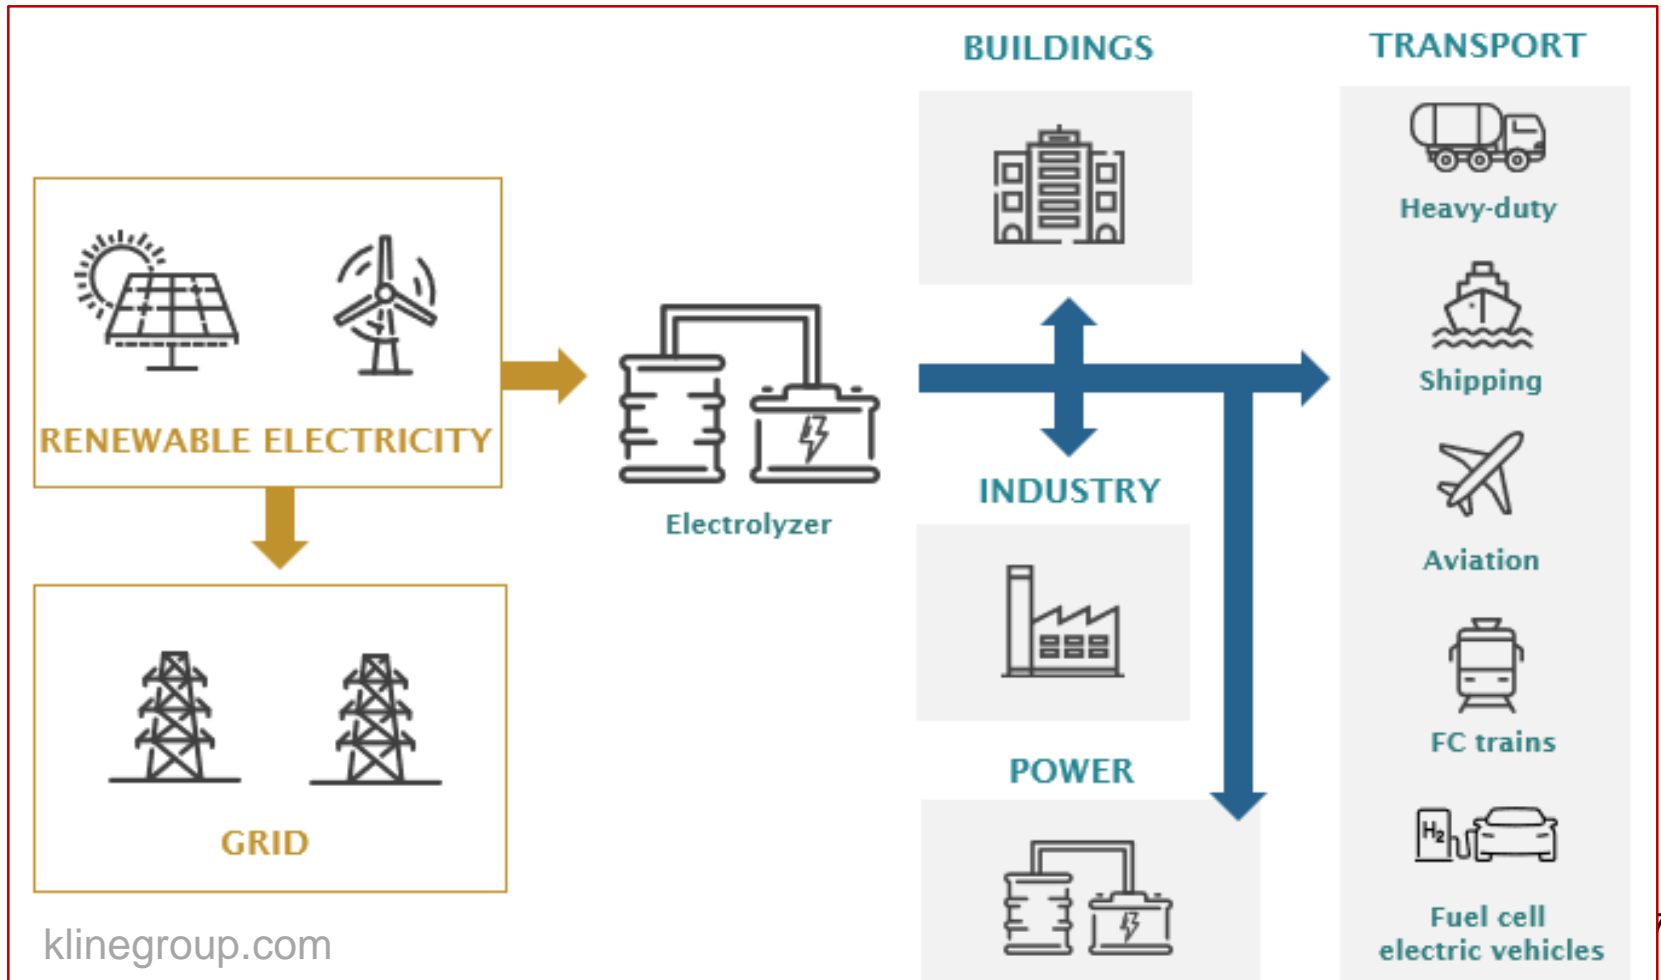 BUILDINGS
TRANSPORT
Heavy-duty
Shipping
RENEWABLE ELECTRICITY
Electrolyzer
INDUSTRY
Aviation
FC trains
POWER
GRID
H2
Fuel cell
electric vehicles
klinegroup.com